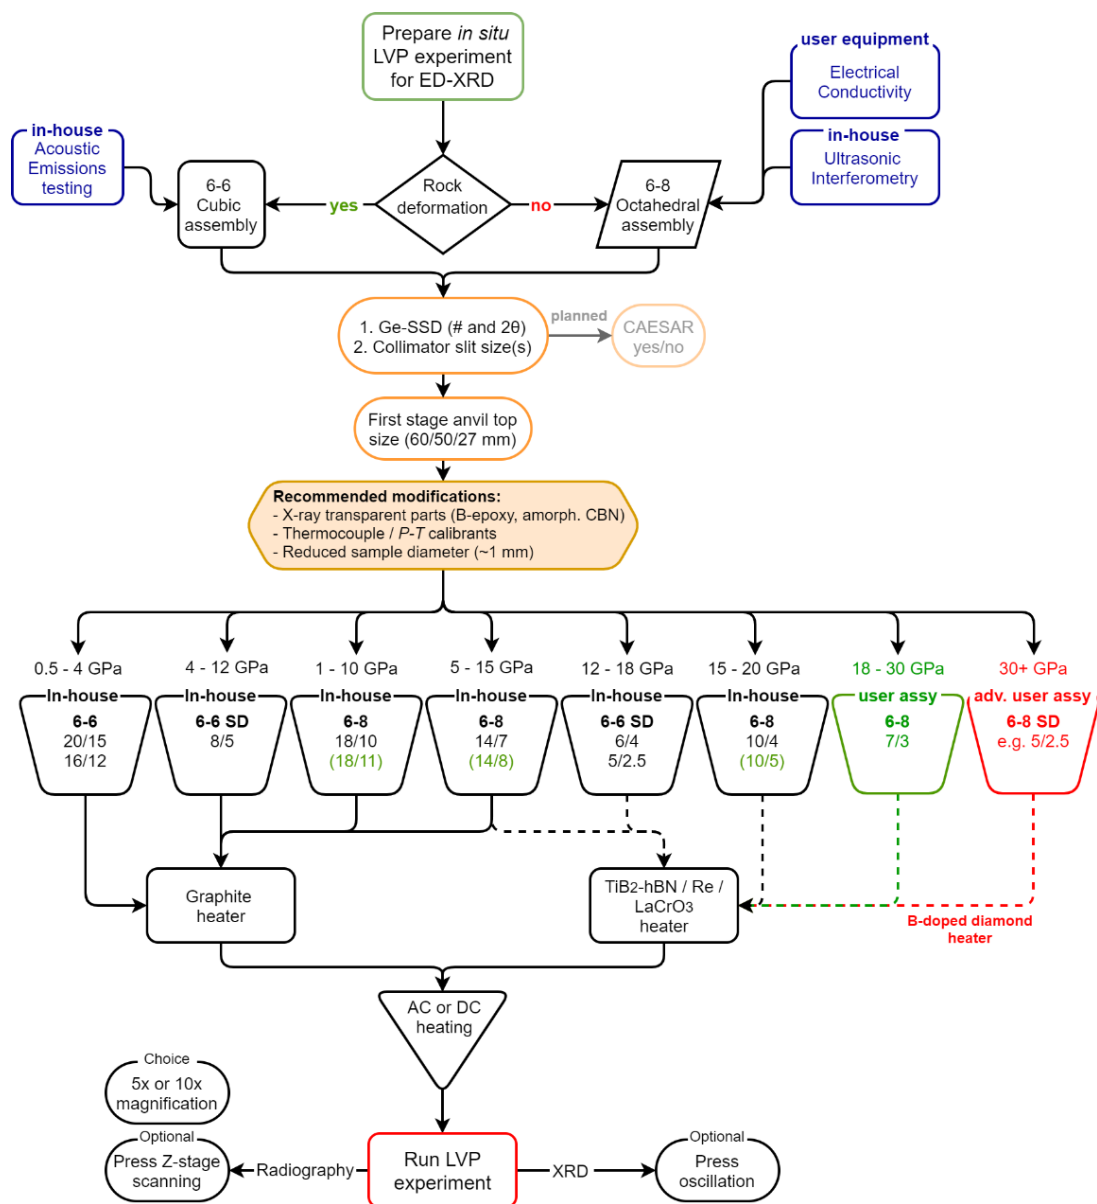 Prepare in situ
LVP experiment
for ED-XRD
user equipment
Electrical
Conductivity
in-house
Acoustic
Emissions
testing
6-6
Cubic
assembly
yes
Rock
deformation
no
6-8
Octahedral
assembly
in-house
Ultrasonic
Interferometry
1. Ge-SSD (# and 2θ)
2. Collimator slit size(s)
planned
CAESAR
yes/no
First stage anvil top
size (60/50/27 mm)
Recommended modifications:
- X-ray transparent parts (B-epoxy, amorph. CBN)
- Thermocouple / P-T calibrants
- Reduced sample diameter (~1 mm)
0.5 - 4 GPa
In-house
6-6
20/15
16/12
4 - 12 GPa
In-house
6-6 SD
8/5
1 - 10 GPa
In-house
6-8
18/10
(18/11)
5 - 15 GPa
In-house
6-8
14/7
(14/8)
12 - 18 GPa
In-house
6-6 SD
6/4
5/2.5
15 - 20 GPa
In-house
6-8
10/4
(10/5)
18 - 30 GPa
user assy
6-8
7/3
30+ GPa
adv. user assy
6-8 SD
e.g. 5/2.5
Graphite
heater
TiB2-hBN / Re /
LaCrO3
heater
B-doped diamond
heater
AC or DC
heating
Choice
5x or 10x
magnification
Optional
Press Z-stage
scanning
Radiography
Run LVP
experiment
XRD
Optional
Press
oscillation